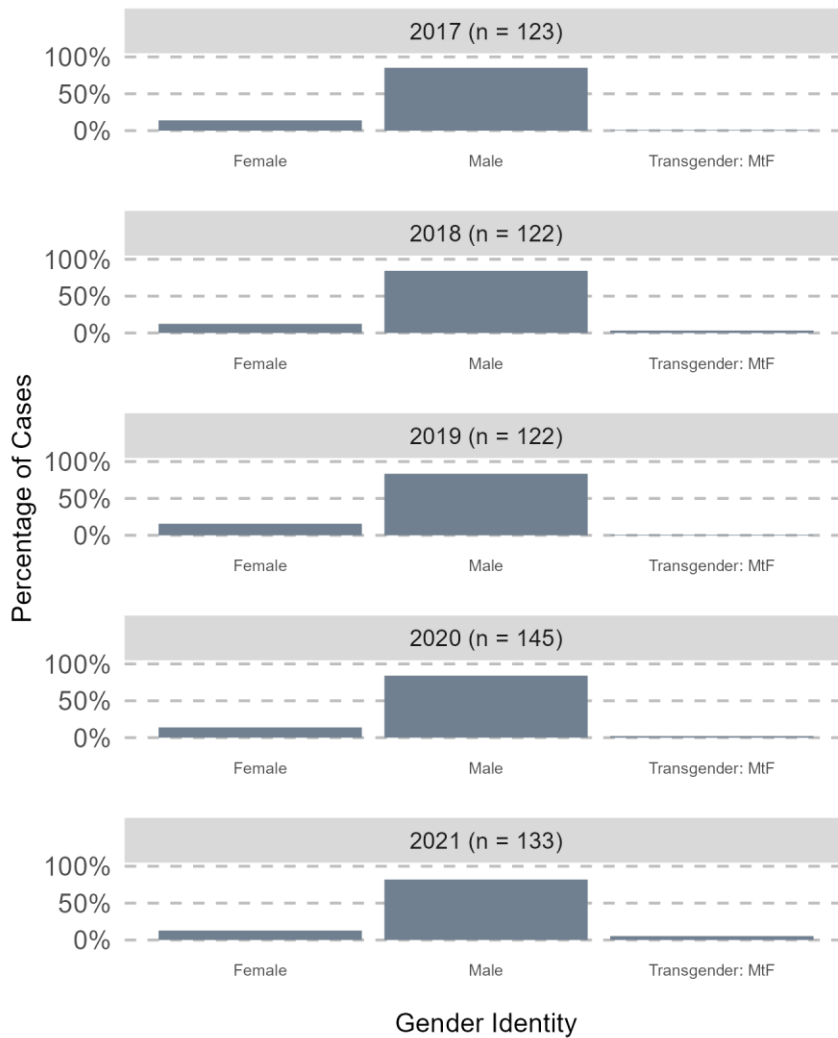 2017 (n = 123)
100%
50%
0%
Female Male Transgender: MtF
2018 (n = 122)
100%
50%
0%
Female Male Transgender: MtF
2019 (n = 122)
100%
50%
0%
Female Male Transgender: MtF
2020 (n = 145)
100%
50%
0%
Female Male Transgender: MtF
2021 (n = 133)
100%
50%
0%
Female Male Transgender: MtF
Percentage of Cases
Gender Identity